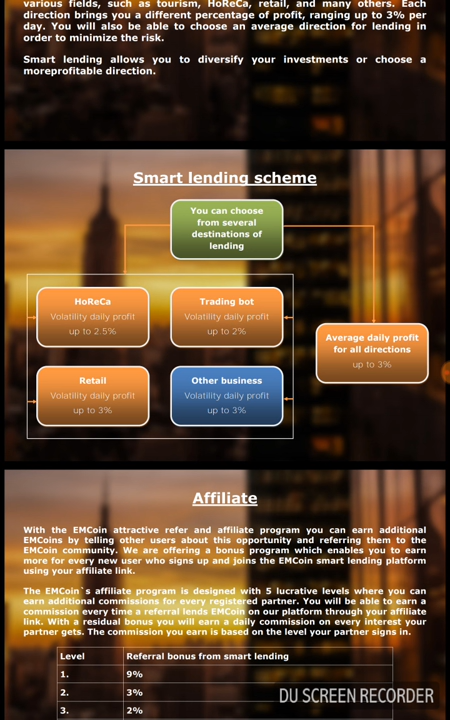 various fields, such as tourism, HoReCa, retail, and many others. Each
direction brings you a different percentage of profit, ranging up to 3% per
day. You will also be able to choose an average direction for lending in
order to minimize the risk.
Smart lending allows you to diversify your investments or choose a
moreprofitable direction.
Smart lending scheme
You can choose
from several
destinations of
lending
HoReCa
Volatility daily profit
up to 2.5%
Trading bot
Volatility daily profit
up to 2%
Average daily profit
for all directions
up to 3%
Retail
Volatility daily profit
up to 3%
Other business
Volatility daily profit
up to 3%
Affiliate
With the EMCoin attractive refer and affiliate program you can earn additional
EMCoins by telling other users about this opportunity and referring them to the
EMCoin community. We are offering a bonus program which enables you to earn
more for every new user who signs up and joins the EMCoin smart lending platform
using your affiliate link.
The EMCoin`s affiliate program is designed with 5 lucrative levels where you can
earn additional commissions for every registered partner. You will be able to earn a
commission every time a referral lends EMCoin on our platform through your affiliate
link. With a residual bonus you will earn a daily commission on every interest your
partner gets. The commission you earn is based on the level your partner signs in.
Level Referral bonus from smart lending
1. 9%
2. 3%
3. 2%
DU SCREEN RECORDER